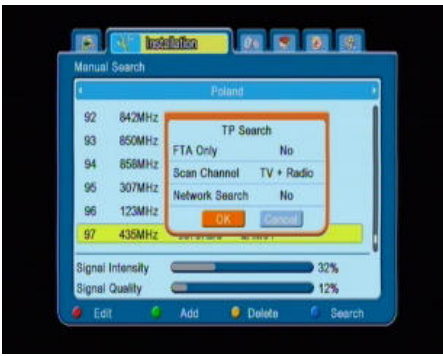 Installation
Manual Search
Poland
92 842MHz
93 850MHz
94 858MHz
95 307MHz
96 123MHz
97 435MHz
TP Search
FTA Only No
Scan Channel TV + Radio
Network Search No
OK Cancel
Signal Intensity 32%
Signal Quality 12%
Edit Add Delete Search